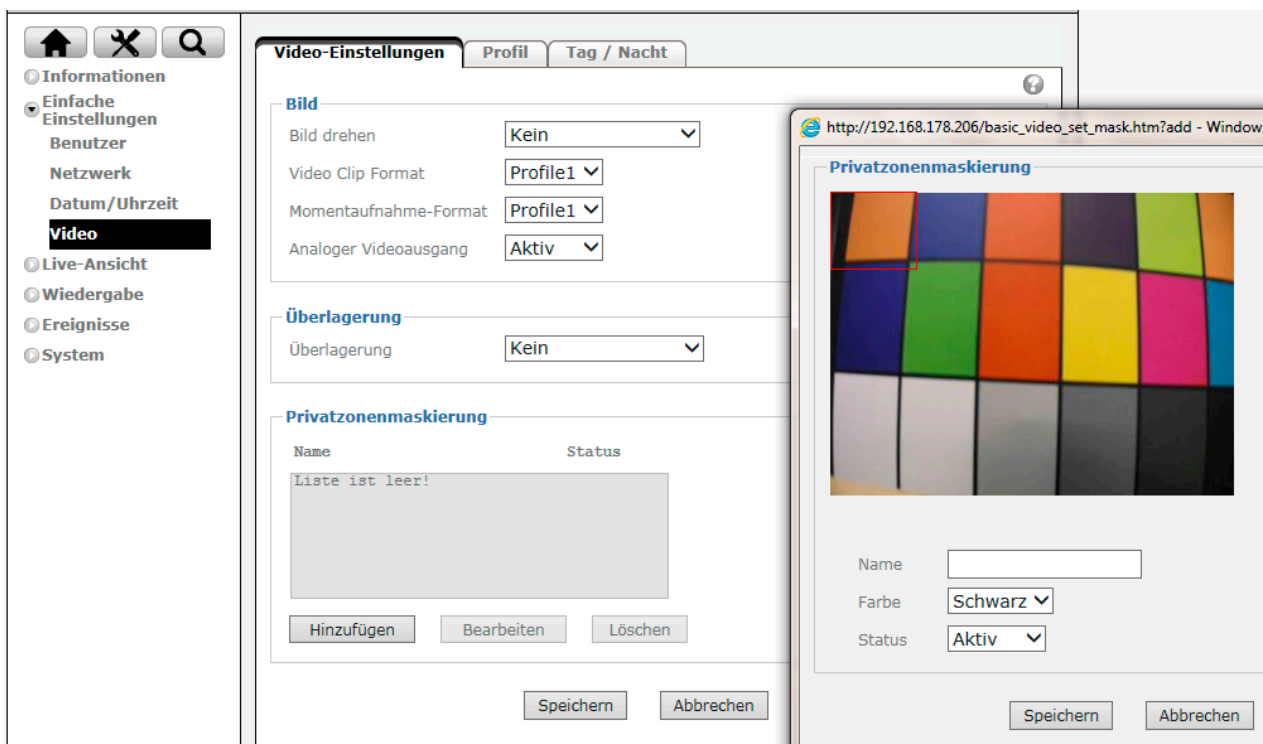 Informationen
Einfache
Einstellungen
Benutzer
Netzwerk
Datum/Uhrzeit
Video
Live-Ansicht
Wiedergabe
Ereignisse
System
Video-Einstellungen Profil Tag / Nacht
?
Bild
Bild drehen Kein
Video Clip Format Profile1
Momentaufnahme-Format Profile1
Analoger Videoausgang Aktiv
Überlagerung
Überlagerung Kein
Privatzonenmaskierung
Name Status
Liste ist leer!
Hinzufügen Bearbeiten Löschen
Speichern Abbrechen
http://192.168.178.206/basic_video_set_mask.htm?add - Window
Privatzonenmaskierung
Name
Farbe Schwarz
Status Aktiv
Speichern Abbrechen